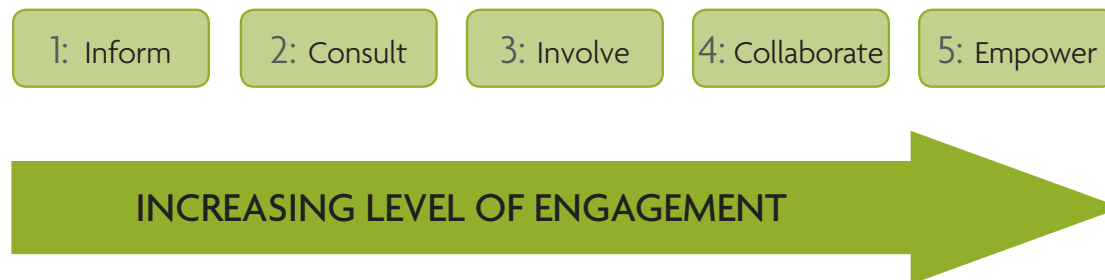 1: Inform
2: Consult
3: Involve
4: Collaborate
5: Empower
INCREASING LEVEL OF ENGAGEMENT